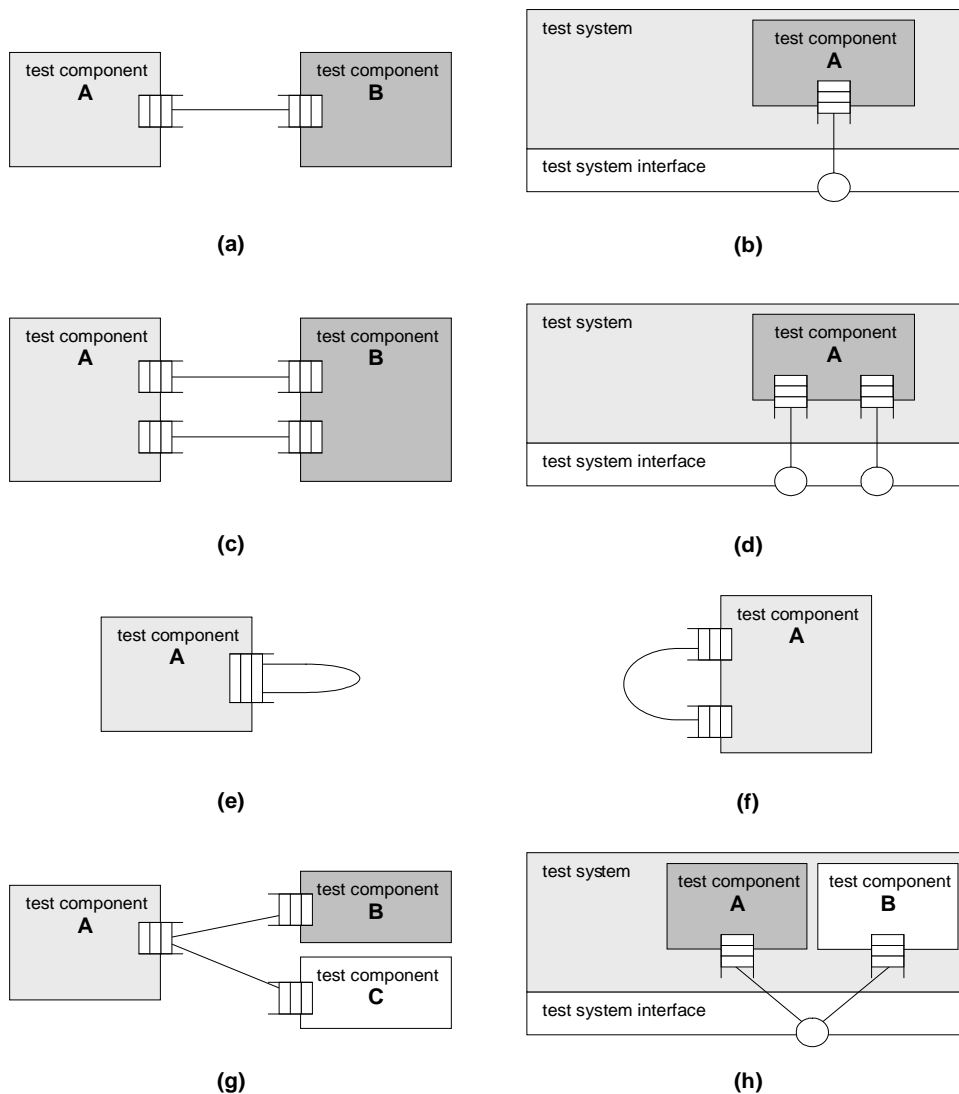 test component
A
test component
B
(a)
test system
test component
A
test system interface
(b)
test component
A
test component
B
(c)
test system
test component
A
test system interface
(d)
test component
A
(e)
test component
A
(f)
test component
A
test component
B
test component
C
(g)
test system
test component
A
test component
B
test system interface
(h)